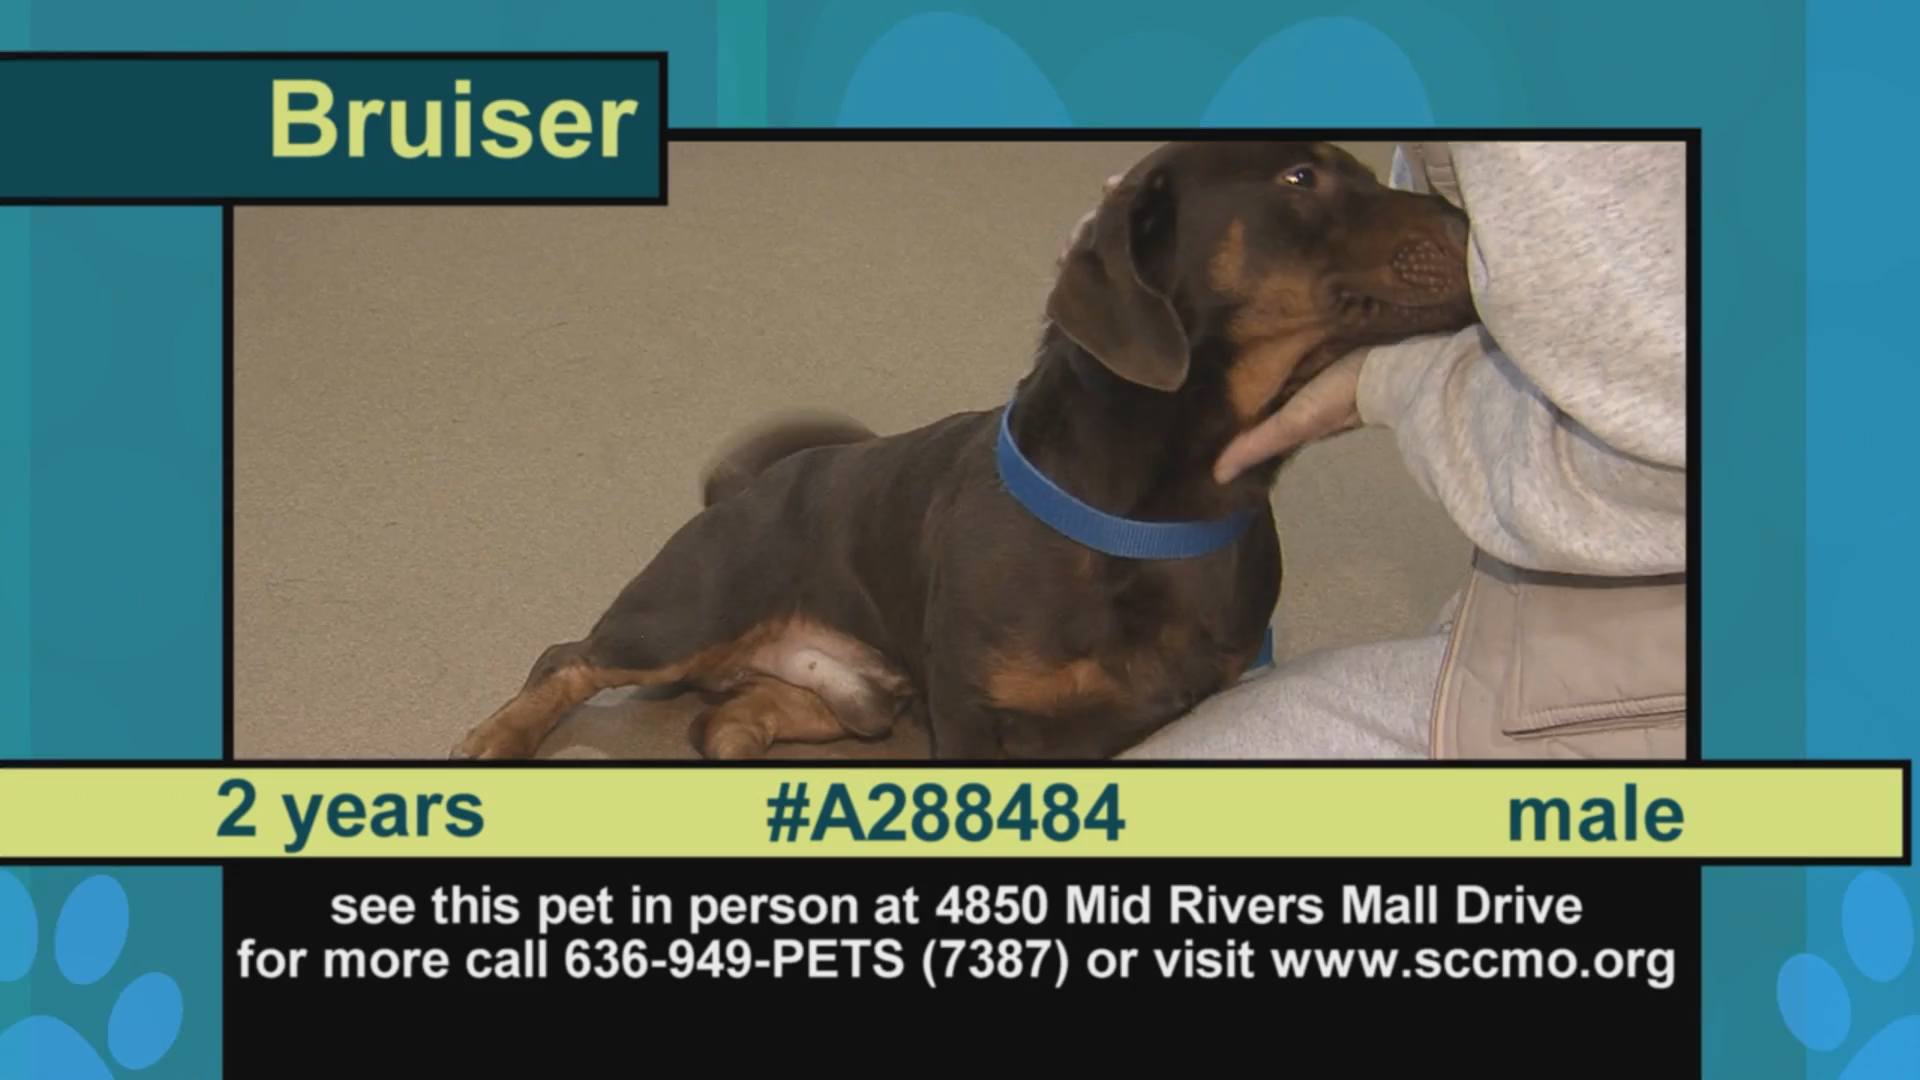 Bruiser
2 years #A288484 male
see this pet in person at 4850 Mid Rivers Mall Drive
for more call 636-949-PETS (7387) or visit www.sccmo.org